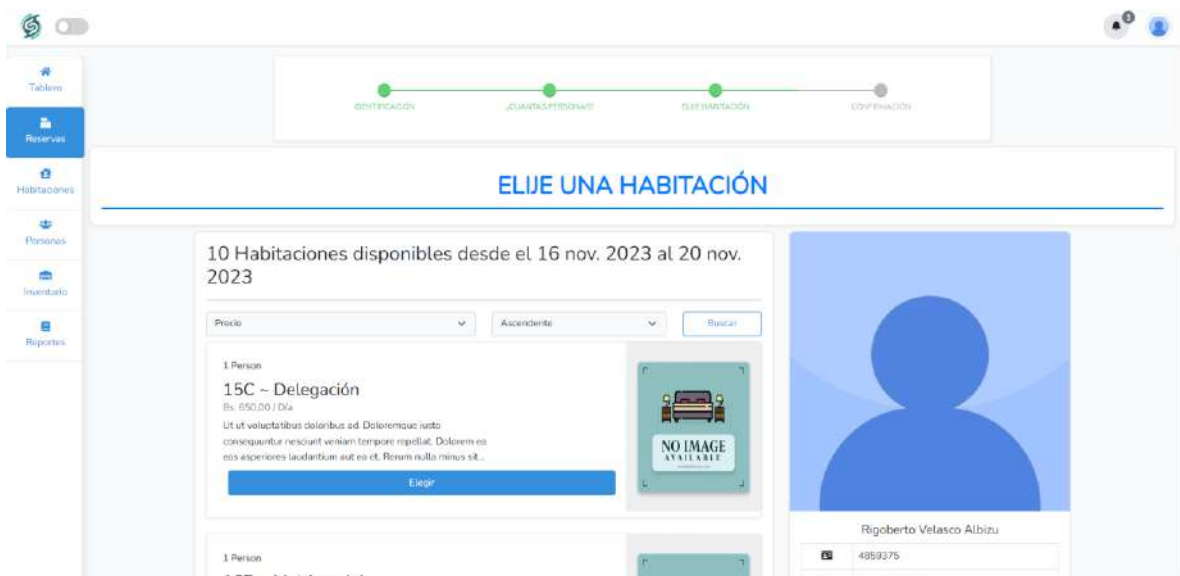 3
Tablero
Reservas
Habitaciones
Personas
Inventario
Reportes
IDENTIFICACIÓN
¿CUANTAS PERSONAS?
ELIJE HABITACIÓN
CONFIRMACIÓN
ELIJE UNA HABITACIÓN
10 Habitaciones disponibles desde el 16 nov. 2023 al 20 nov.
2023
Precio
Ascendente
Buscar
1 Person
15C ~ Delegación
Bs. 650,00 / Día
Ut ut voluptatibus doloribus ad. Doloremque iusto
consequuntur nesciunt veniam tempore repellat. Dolorem ea
eos asperiores laudantium aut ea et. Rerum nulla minus sit...
Elegir
NO IMAGE
AVAILABLE
Rigoberto Velasco Albizu
4859375
1 Person